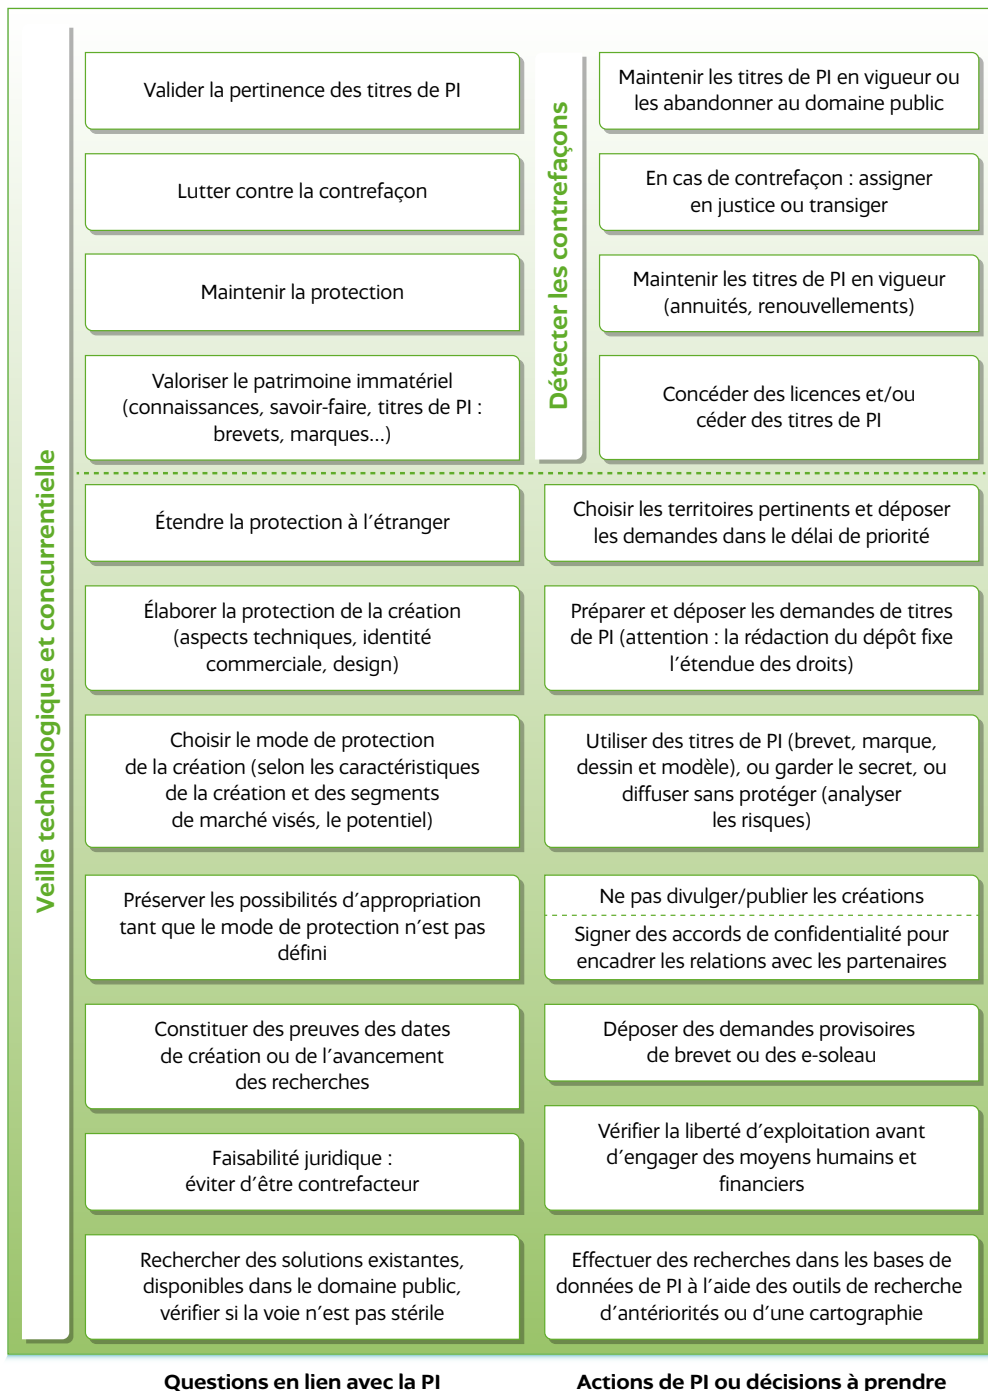 Veille technologique et concurrentielle
Détecter les contrefaçons
Valider la pertinence des titres de PI
Maintenir les titres de PI en vigueur ou
les abandonner au domaine public
Lutter contre la contrefaçon
En cas de contrefaçon : assigner
en justice ou transiger
Maintenir la protection
Maintenir les titres de PI en vigueur
(annuités, renouvellements)
Valoriser le patrimoine immatériel
(connaissances, savoir-faire, titres de PI :
brevets, marques...)
Concéder des licences et/ou
céder des titres de PI
Étendre la protection à l'étranger
Choisir les territoires pertinents et déposer
les demandes dans le délai de priorité
Élaborer la protection de la création
(aspects techniques, identité
commerciale, design)
Préparer et déposer les demandes de titres
de PI (attention : la rédaction du dépôt fixe
l'étendue des droits)
Choisir le mode de protection
de la création (selon les caractéristiques
de la création et des segments
de marché visés, le potentiel)
Utiliser des titres de PI (brevet, marque,
dessin et modèle), ou garder le secret, ou
diffuser sans protéger (analyser
les risques)
Préserver les possibilités d'appropriation
tant que le mode de protection n'est pas
défini
Ne pas divulger/publier les créations
Signer des accords de confidentialité pour
encadrer les relations avec les partenaires
Constituer des preuves des dates
de création ou de l'avancement
des recherches
Déposer des demandes provisoires
de brevet ou des e-soleau
Faisabilité juridique :
éviter d'être contrefacteur
Vérifier la liberté d'exploitation avant
d'engager des moyens humains et
financiers
Rechercher des solutions existantes,
disponibles dans le domaine public,
vérifier si la voie n'est pas stérile
Effectuer des recherches dans les bases de
données de PI à l'aide des outils de recherche
d'antériorités ou d'une cartographie
Questions en lien avec la PI
Actions de PI ou décisions à prendre